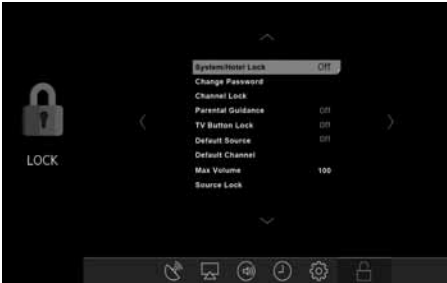 LOCK
System/Hotel Lock Off
Change Password
Channel Lock
Parental Guidance Off
TV Button Lock Off
Default Source Off
Default Channel
Max Volume 100
Source Lock